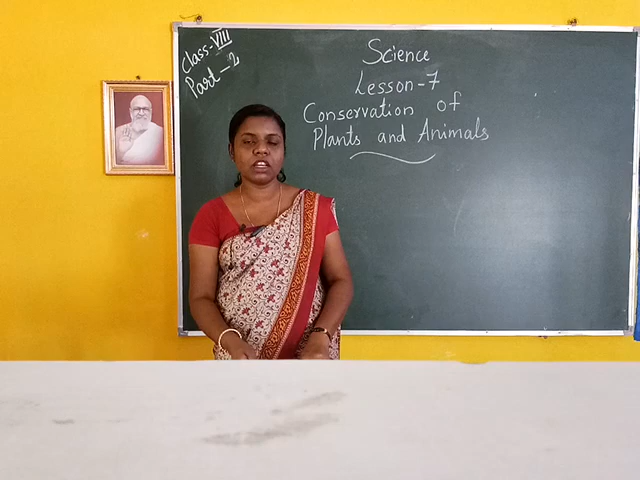 Class-VIII
Part-2
Science
Lesson-7
Conservation of
Plants and Animals